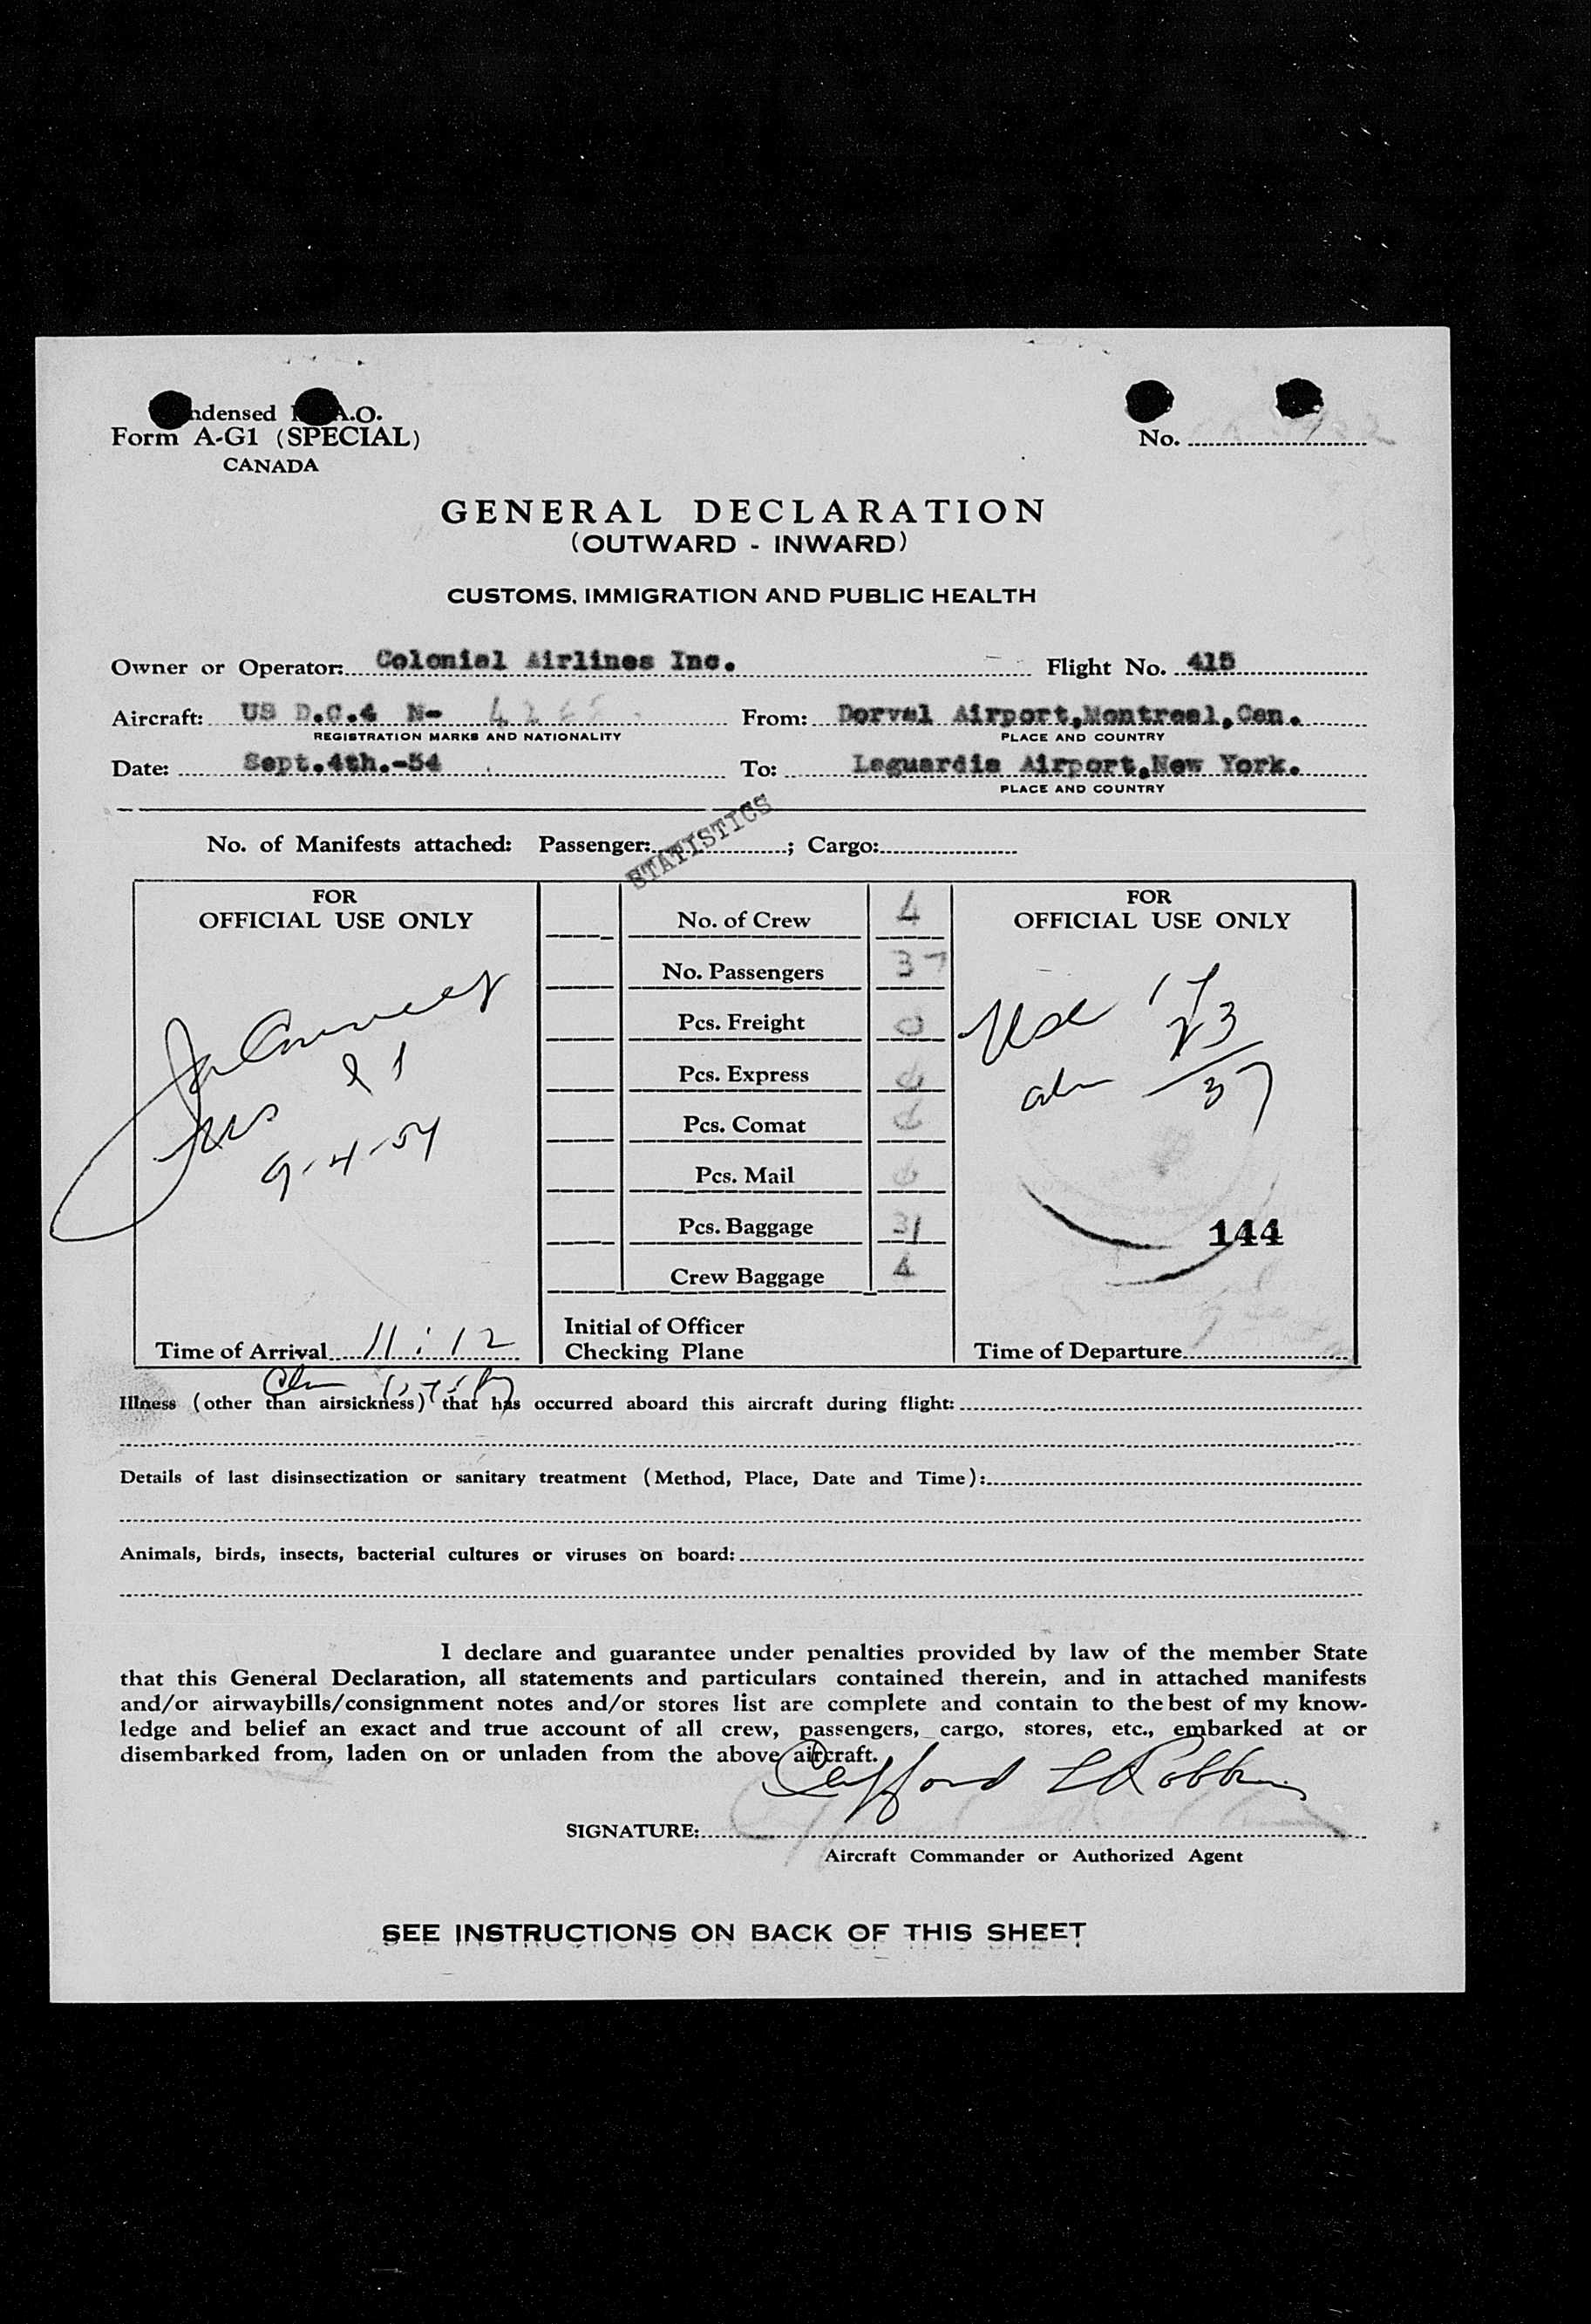 ndensed A.O.
Form A-G1 (SPECIAL)
CANADA
No.
GENERAL DECLARATION
(OUTWARD - INWARD)
CUSTOMS, IMMIGRATION AND PUBLIC HEALTH
Owner or Operator: Colonial Airlines Inc. Flight No. 415
Aircraft: US D.C.4 N- From: Dorval Airport,Montreal,Can.
REGISTRATION MARKS AND NATIONALITY PLACE AND COUNTRY
Date: Sept.4th.-54 To: Laguardia Airport,New York.
PLACE AND COUNTRY
STATISTICS
No. of Manifests attached: Passenger: ; Cargo:
FOR
OFFICIAL USE ONLY
21
9-4-54
Time of Arrival 11:12
No. of Crew 4
No. Passengers 37
Pcs. Freight 0
Pcs. Express
Pcs. Comat
Pcs. Mail
Pcs. Baggage 31
Crew Baggage 4
Initial of Officer
Checking Plane
FOR
OFFICIAL USE ONLY
17
23
37
144
Time of Departure
Illness (other than airsickness) that has occurred aboard this aircraft during flight:
Details of last disinsectization or sanitary treatment (Method, Place, Date and Time):
Animals, birds, insects, bacterial cultures or viruses on board:
I declare and guarantee under penalties provided by law of the member State
that this General Declaration, all statements and particulars contained therein, and in attached manifests
and/or airwaybills/consignment notes and/or stores list are complete and contain to the best of my know-
ledge and belief an exact and true account of all crew, passengers, cargo, stores, etc., embarked at or
disembarked from, laden on or unladen from the above aircraft.
Clifford L Robbins
SIGNATURE:
Aircraft Commander or Authorized Agent
SEE INSTRUCTIONS ON BACK OF THIS SHEET